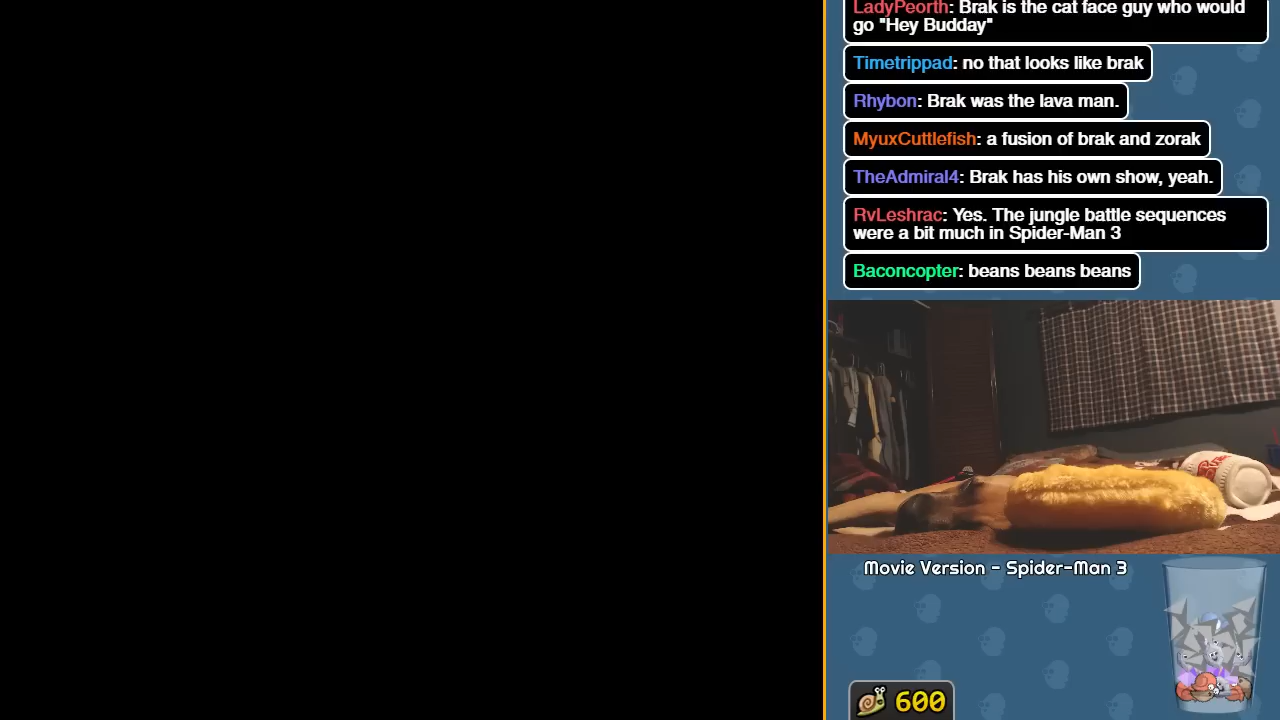 LadyPeorth: Brak is the cat face guy who would
go "Hey Budday"
Timetrippad: no that looks like brak
Rhybon: Brak was the lava man.
MyuxCuttlefish: a fusion of brak and zorak
TheAdmiral4: Brak has his own show, yeah.
RvLeshrac: Yes. The jungle battle sequences
were a bit much in Spider-Man 3
Baconcopter: beans beans beans
Movie Version - Spider-Man 3
600